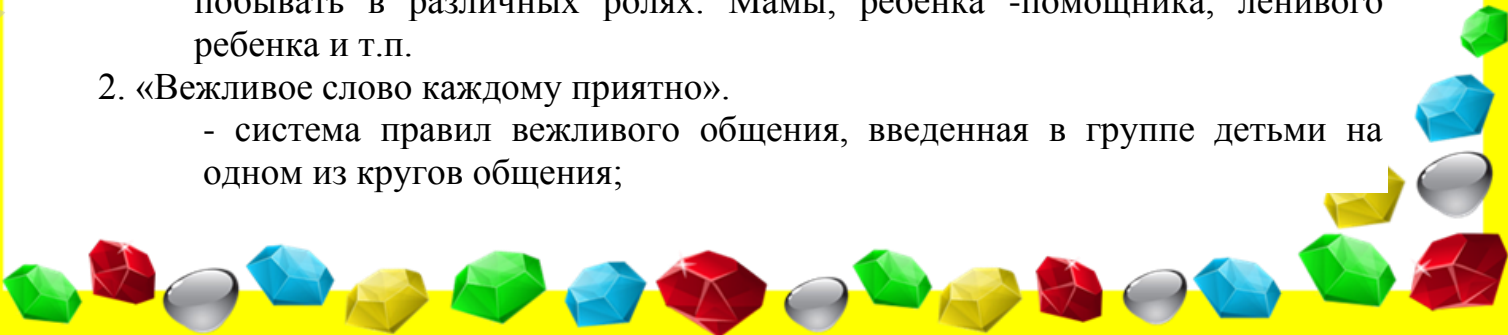 побывать в различных ролях. Мамы, ребенка -помощника, ленивого
ребенка и т.п.
2. «Вежливое слово каждому приятно».
- система правил вежливого общения, введенная в группе детьми на
одном из кругов общения;